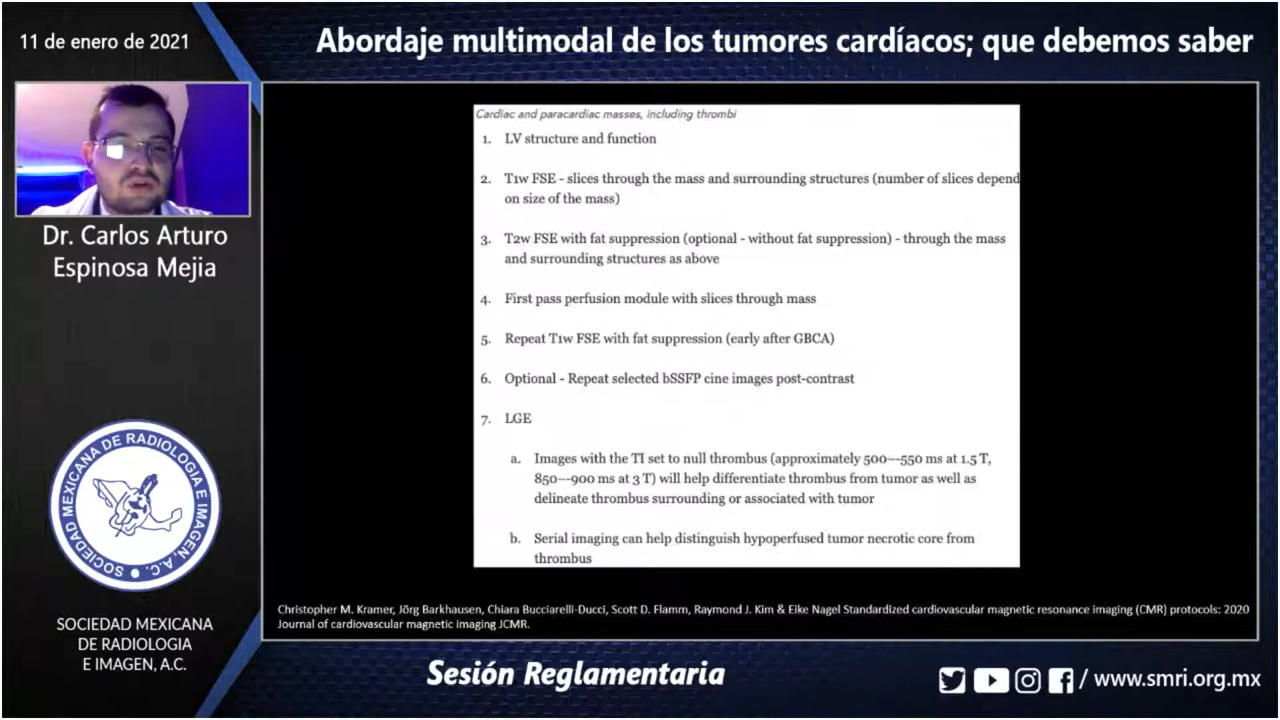 11 de enero de 2021
Abordaje multimodal de los tumores cardíacos; que debemos saber
Dr. Carlos Arturo
Espinosa Mejia
Cardiac and paracardiac masses, including thrombi
1. LV structure and function
2. T1w FSE - slices through the mass and surrounding structures (number of slices depend
on size of the mass)
3. T2w FSE with fat suppression (optional - without fat suppression) - through the mass
and surrounding structures as above
4. First pass perfusion module with slices through mass
5. Repeat T1w FSE with fat suppression (early after GBCA)
6. Optional - Repeat selected bSSFP cine images post-contrast
7. LGE
a. Images with the TI set to null thrombus (approximately 500–-550 ms at 1.5 T,
850–-900 ms at 3 T) will help differentiate thrombus from tumor as well as
delineate thrombus surrounding or associated with tumor
b. Serial imaging can help distinguish hypoperfused tumor necrotic core from
thrombus
Christopher M. Kramer, Jörg Barkhausen, Chiara Bucciarelli-Ducci, Scott D. Flamm, Raymond J. Kim & Eike Nagel Standardized cardiovascular magnetic resonance imaging (CMR) protocols: 2020
Journal of cardiovascular magnetic imaging JCMR.
SOCIEDAD MEXICANA DE RADIOLOGIA E IMAGEN, A.C.
SOCIEDAD MEXICANA
DE RADIOLOGIA
E IMAGEN, A.C.
Sesión Reglamentaria
/ www.smri.org.mx